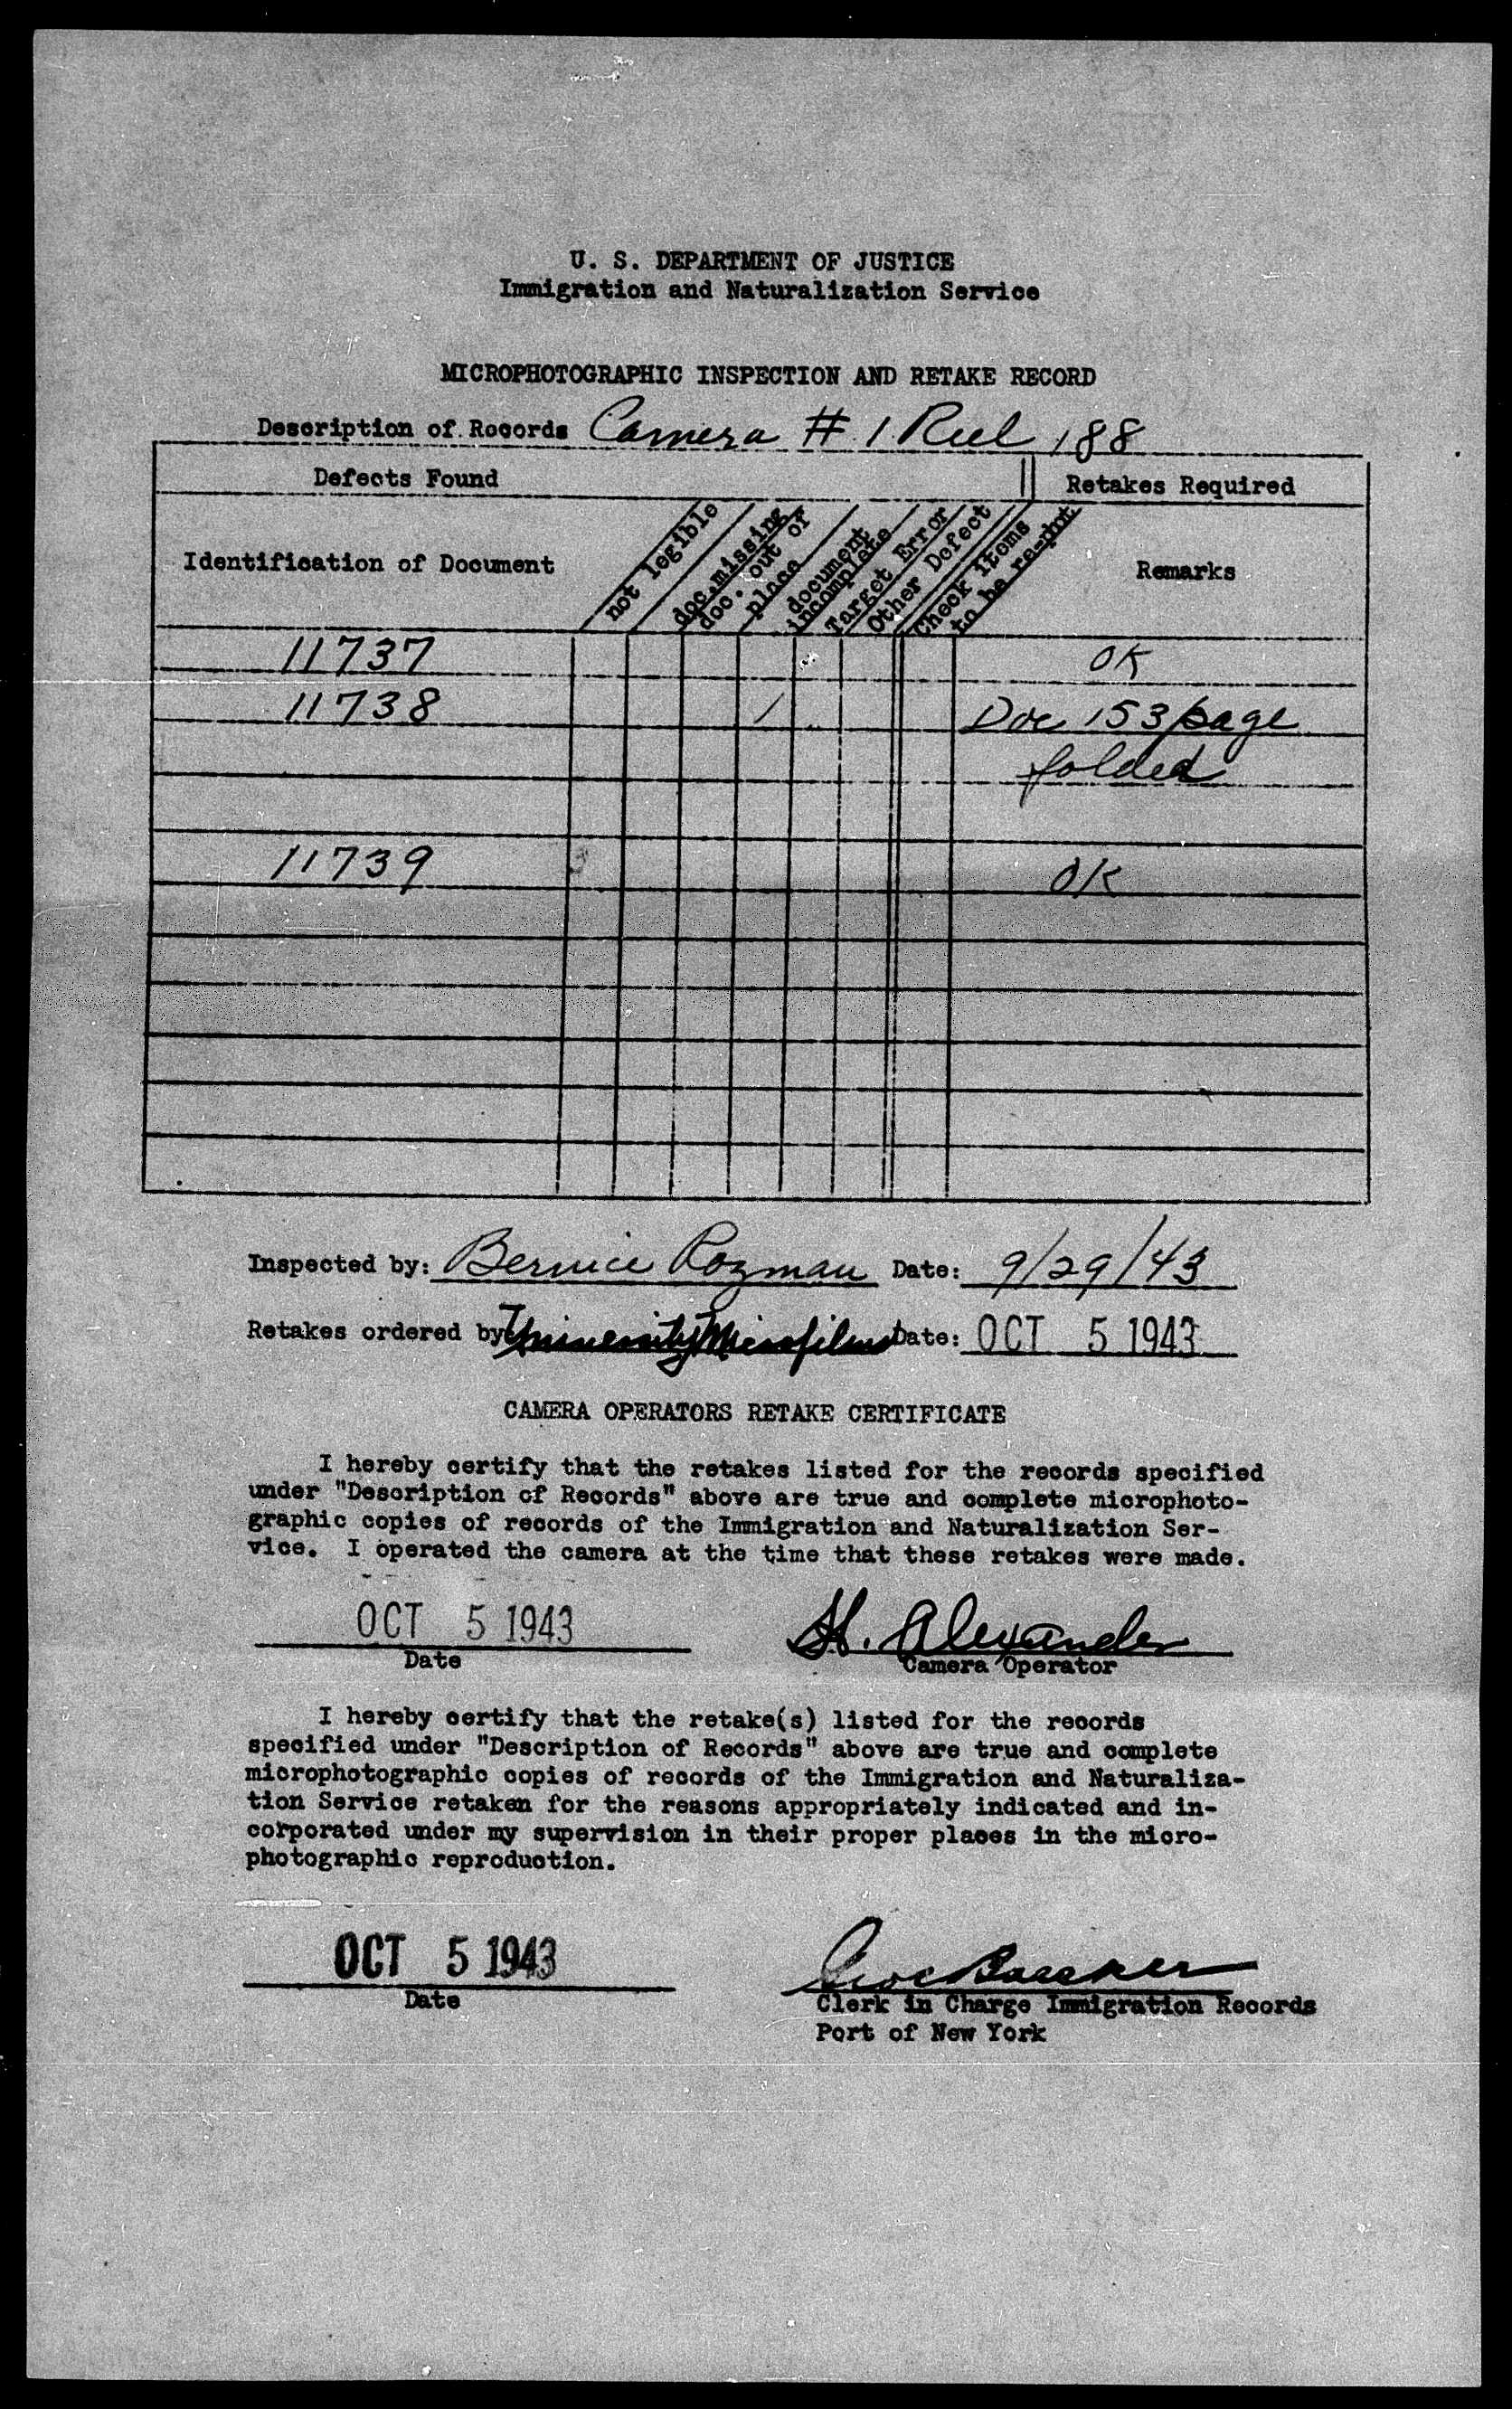 U. S. DEPARTMENT OF JUSTICE
Immigration and Naturalization Service
MICROPHOTOGRAPHIC INSPECTION AND RETAKE RECORD
Description of Records Camera # 1 Reel 188
Defects Found
Retakes Required
Identification of Document
not legible
doc. missing
doc. out of
place
document
incomplete
Target Error
Other Defect
Check items
to be re-phot
Remarks
11737 OK
11738 1 Doc 153 page
folded
11739 OK
Inspected by: Bernice Rozman Date: 9/29/43
Retakes ordered by University Microfilms Date: OCT 5 1943
CAMERA OPERATORS RETAKE CERTIFICATE
I hereby certify that the retakes listed for the records specified
under "Description of Records" above are true and complete microphoto-
graphic copies of records of the Immigration and Naturalization Ser-
vice. I operated the camera at the time that these retakes were made.
OCT 5 1943 H. Alexander
Date Camera Operator
I hereby certify that the retake(s) listed for the records
specified under "Description of Records" above are true and complete
microphotographic copies of records of the Immigration and Naturaliza-
tion Service retaken for the reasons appropriately indicated and in-
corporated under my supervision in their proper places in the micro-
photographic reproduction.
OCT 5 1943
Date Clerk in Charge Immigration Records
Port of New York